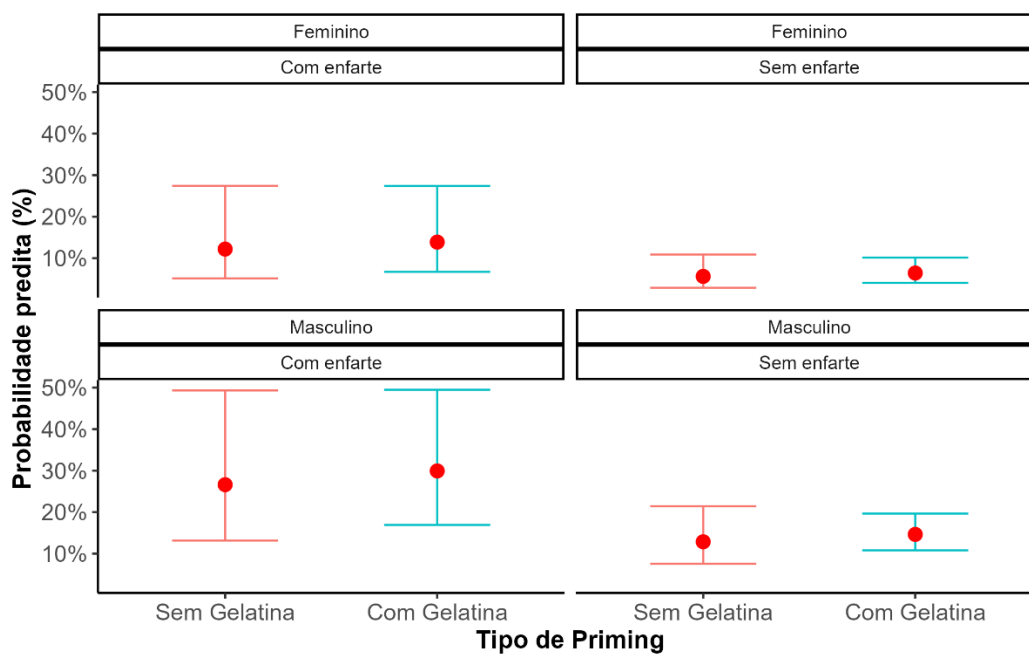 Feminino
Feminino
Com enfarte
Sem enfarte
50%
40%
30%
20%
10%
Probabilidade predita (%)
Masculino
Masculino
Com enfarte
Sem enfarte
50%
40%
30%
20%
10%
Sem Gelatina
Com Gelatina
Sem Gelatina
Com Gelatina
Tipo de Priming